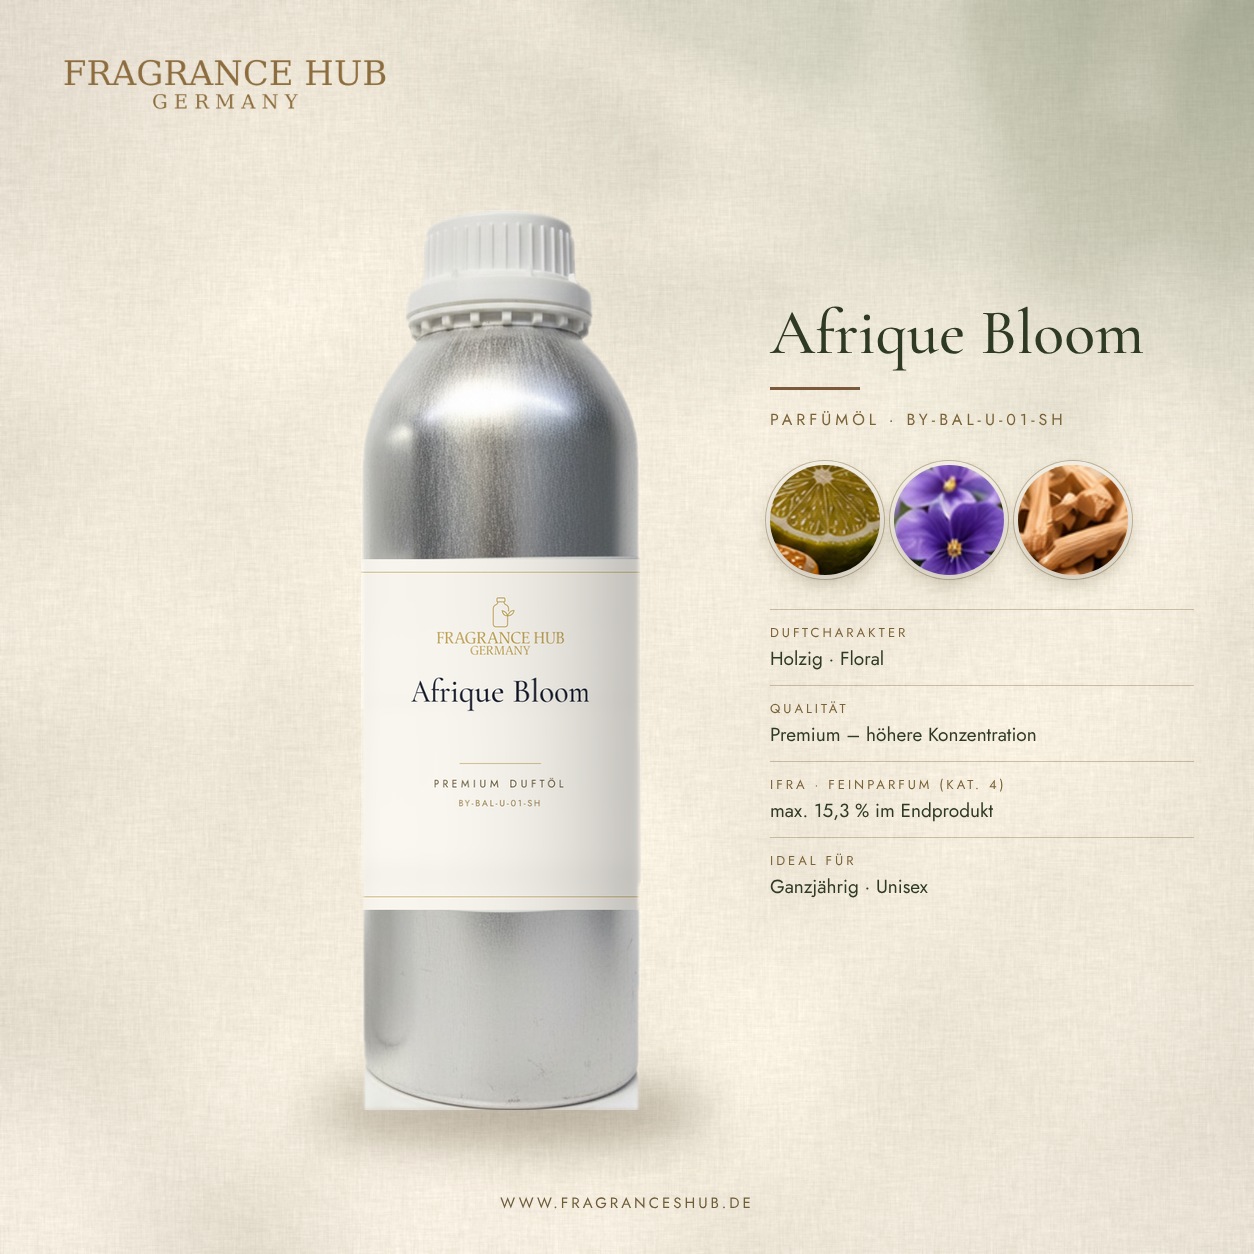 FRAGRANCE HUB
GERMANY
FRAGRANCE HUB
GERMANY
Afrique Bloom
PREMIUM DUFTÖL
BY-BAL-U-01-SH
Afrique Bloom
PARFÜMÖL · BY-BAL-U-01-SH
DUFTCHARAKTER
Holzig · Floral
QUALITÄT
Premium – höhere Konzentration
IFRA · FEINPARFUM (KAT. 4)
max. 15,3 % im Endprodukt
IDEAL FÜR
Ganzjährig · Unisex
WWW.FRAGRANCESHUB.DE